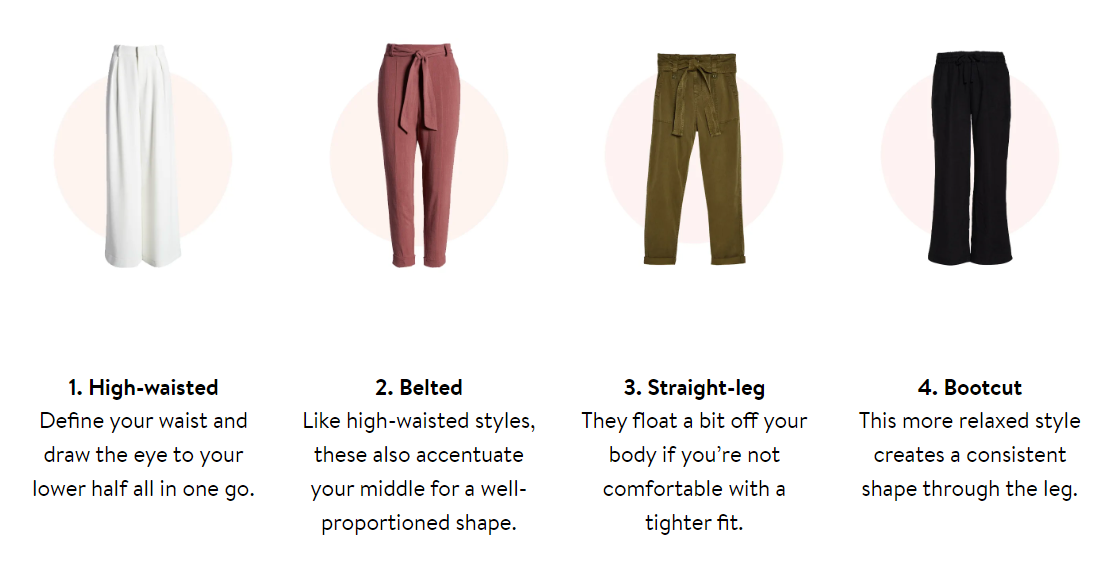 1. High-waisted
Define your waist and
draw the eye to your
lower half all in one go.
2. Belted
Like high-waisted styles,
these also accentuate
your middle for a well-
proportioned shape.
3. Straight-leg
They float a bit off your
body if you’re not
comfortable with a
tighter fit.
4. Bootcut
This more relaxed style
creates a consistent
shape through the leg.